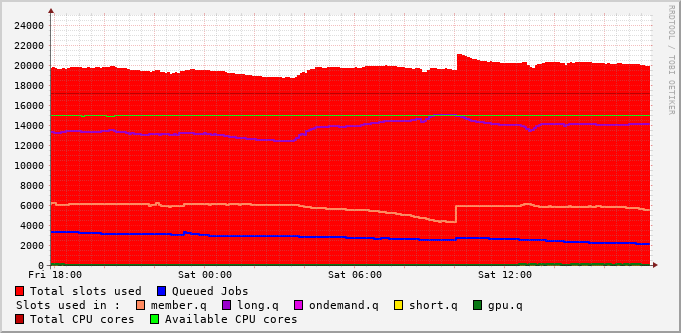 RRDTOOL / TOBI OETIKER
24000
22000
20000
18000
16000
14000
12000
10000
8000
6000
4000
2000
0
Fri 18:00 Sat 00:00 Sat 06:00 Sat 12:00
Total slots used Queued Jobs
Slots used in : member.q long.q ondemand.q short.q gpu.q
Total CPU cores Available CPU cores